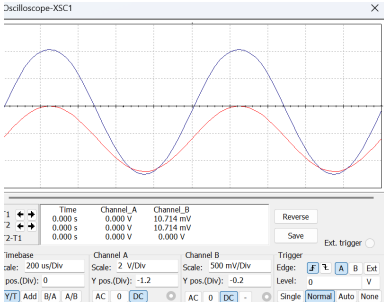 Oscilloscope-XSC1
Time Channel_A Channel_B
T1 0.000 s 0.000 V 10.714 mV
T2 0.000 s 0.000 V 10.714 mV
T2-T1 0.000 s 0.000 V 0.000 V
Reverse
Save
Ext. trigger
Timebase
Scale: 200 us/Div
X pos.(Div): 0
Y/T Add B/A A/B
Channel A
Scale: 2 V/Div
Y pos.(Div): -1.2
AC 0 DC
Channel B
Scale: 500 mV/Div
Y pos.(Div): -0.2
AC 0 DC -
Trigger
Edge: A B Ext
Level: 0 V
Single Normal Auto None